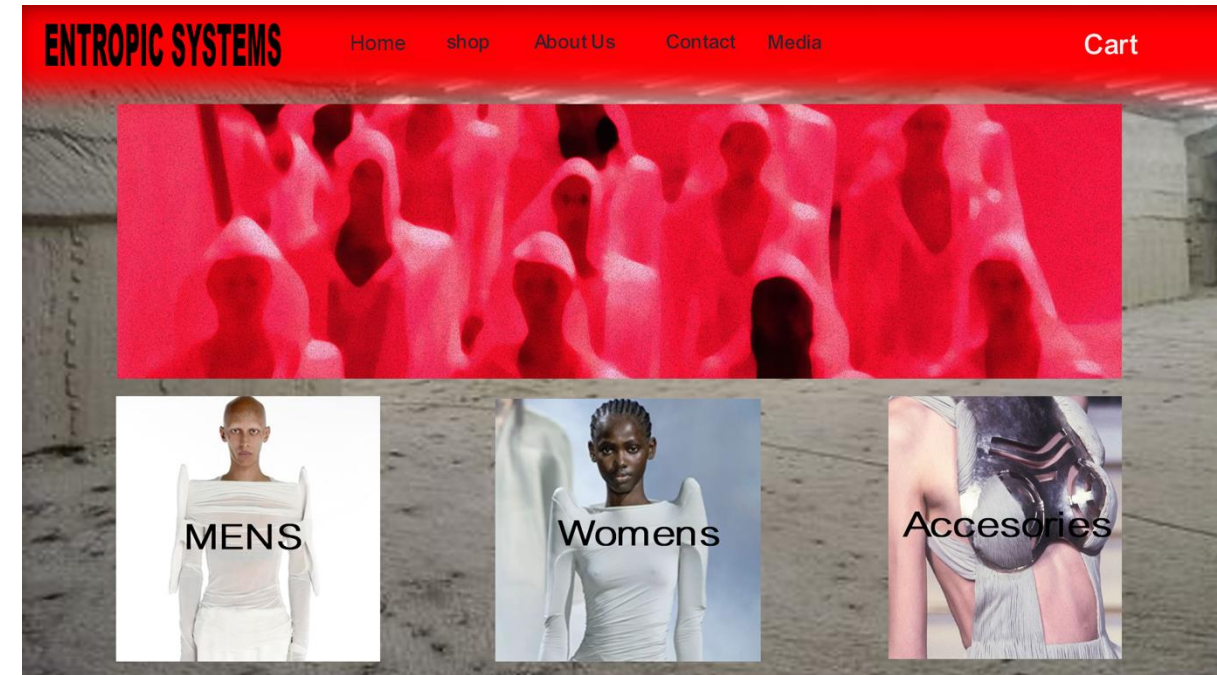 ENTROPIC SYSTEMS
Home shop About Us Contact Media Cart
MENS
Womens
Accesories